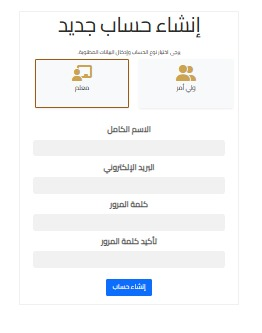 إنشاء حساب جديد
يرجى اختيار نوع الحساب وإدخال البيانات المطلوبة.
ولي أمر
معلم
الاسم الكامل
البريد الإلكتروني
كلمة المرور
تأكيد كلمة المرور
إنشاء حساب